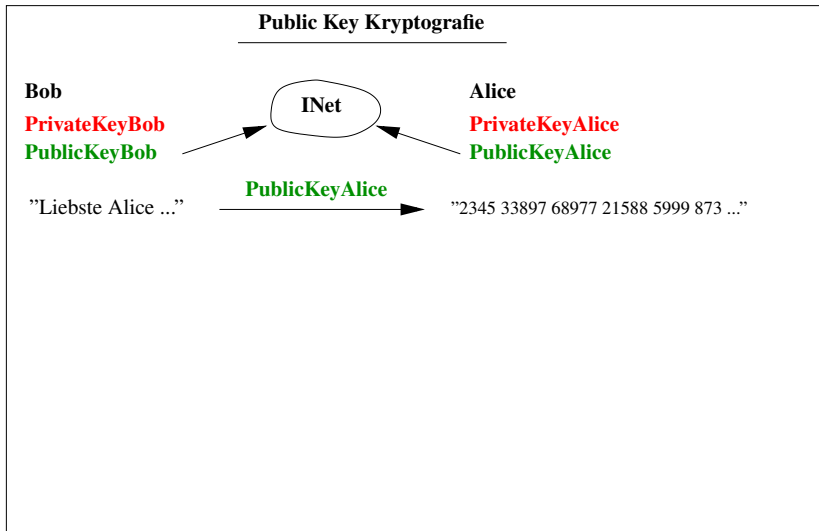 Public Key Kryptografie
Bob
INet
Alice
PrivateKeyBob
PrivateKeyAlice
PublicKeyBob
PublicKeyAlice
PublicKeyAlice
”Liebste Alice ...”
”2345 33897 68977 21588 5999 873 ...”